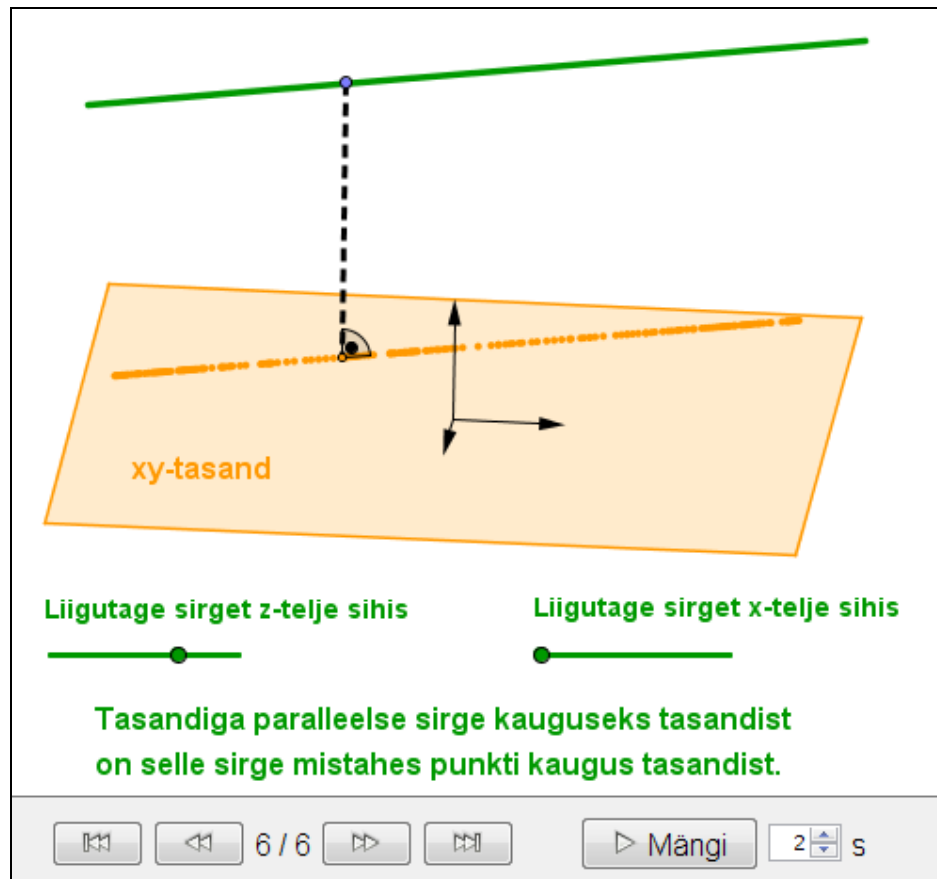 xy-tasand
Liigutage sirget z-telje sihis
Liigutage sirget x-telje sihis
Tasandiga paralleelse sirge kauguseks tasandist
on selle sirge mistahes punkti kaugus tasandist.
6 / 6 Mängi 2 s